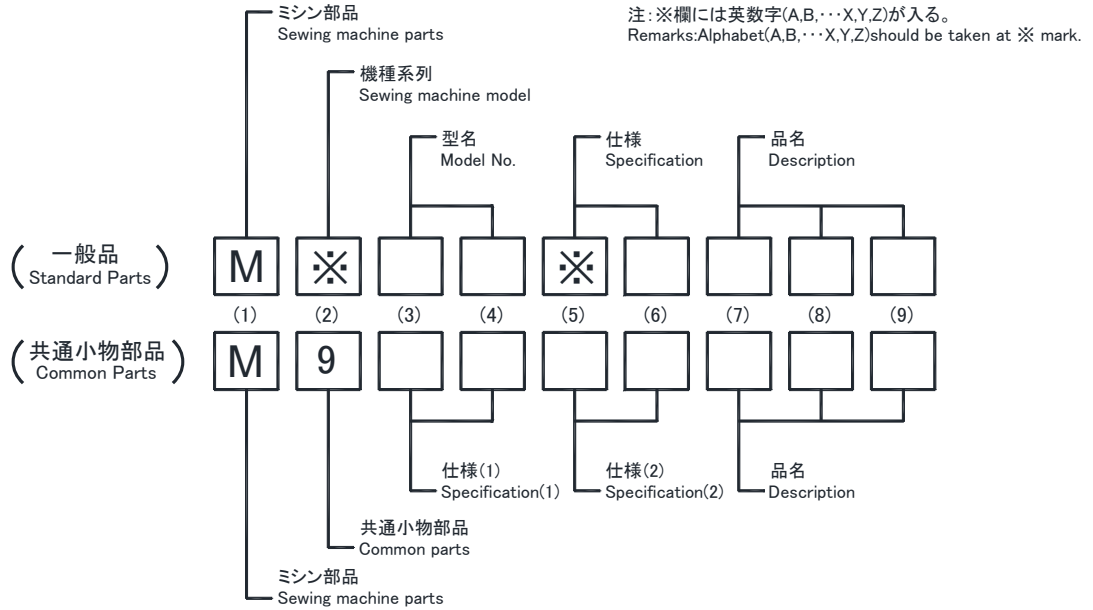 ミシン部品
Sewing machine parts
注:※欄には英数字(A,B,･･･X,Y,Z)が入る。
Remarks:Alphabet(A,B,･･･X,Y,Z)should be taken at ※ mark.
機種系列
Sewing machine model
型名
Model No.
仕様
Specification
品名
Description
(一般品
Standard Parts)
M ※ ※
(1) (2) (3) (4) (5) (6) (7) (8) (9)
(共通小物部品
Common Parts)
M 9
仕様(1)
Specification(1)
仕様(2)
Specification(2)
品名
Description
共通小物部品
Common parts
ミシン部品
Sewing machine parts